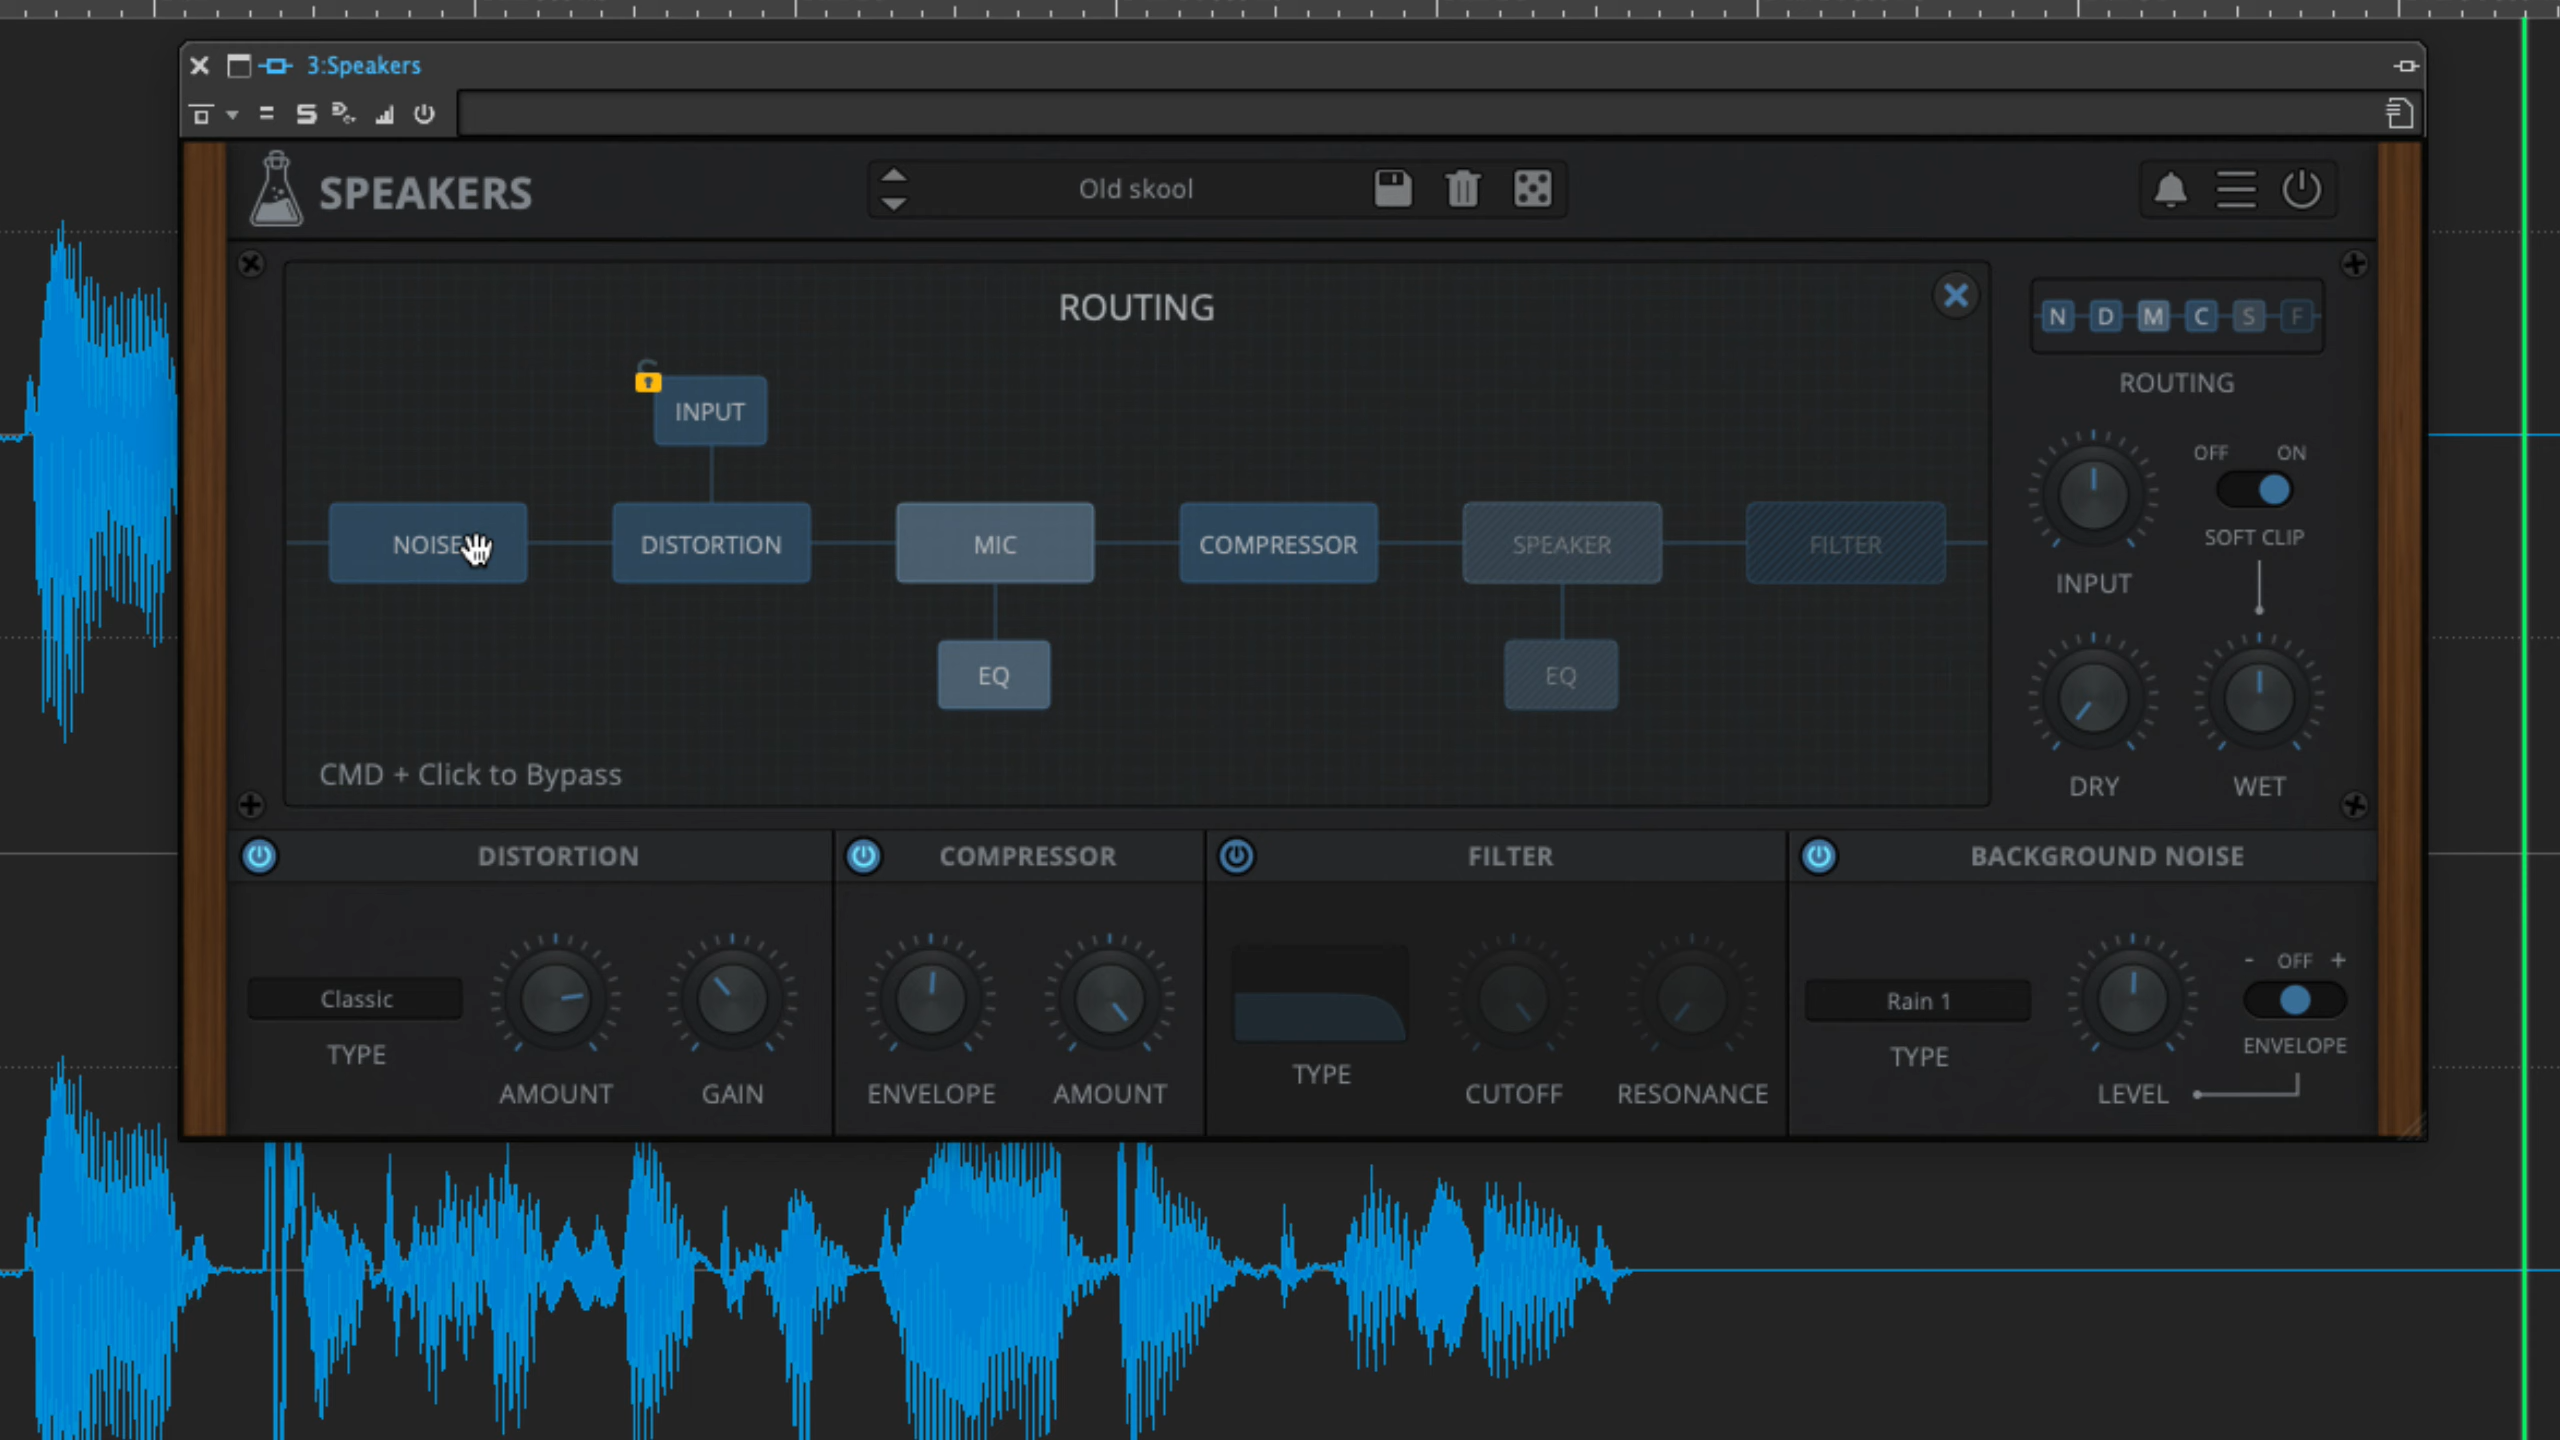 3:Speakers
SPEAKERS
Old skool
ROUTING
INPUT
NOISE
DISTORTION
MIC
COMPRESSOR
SPEAKER
FILTER
EQ
EQ
CMD + Click to Bypass
N D M C S F
ROUTING
OFF ON
SOFT CLIP
INPUT
DRY
WET
DISTORTION
Classic
TYPE
AMOUNT
GAIN
COMPRESSOR
ENVELOPE
AMOUNT
FILTER
TYPE
CUTOFF
RESONANCE
BACKGROUND NOISE
Rain 1
TYPE
LEVEL
- OFF +
ENVELOPE